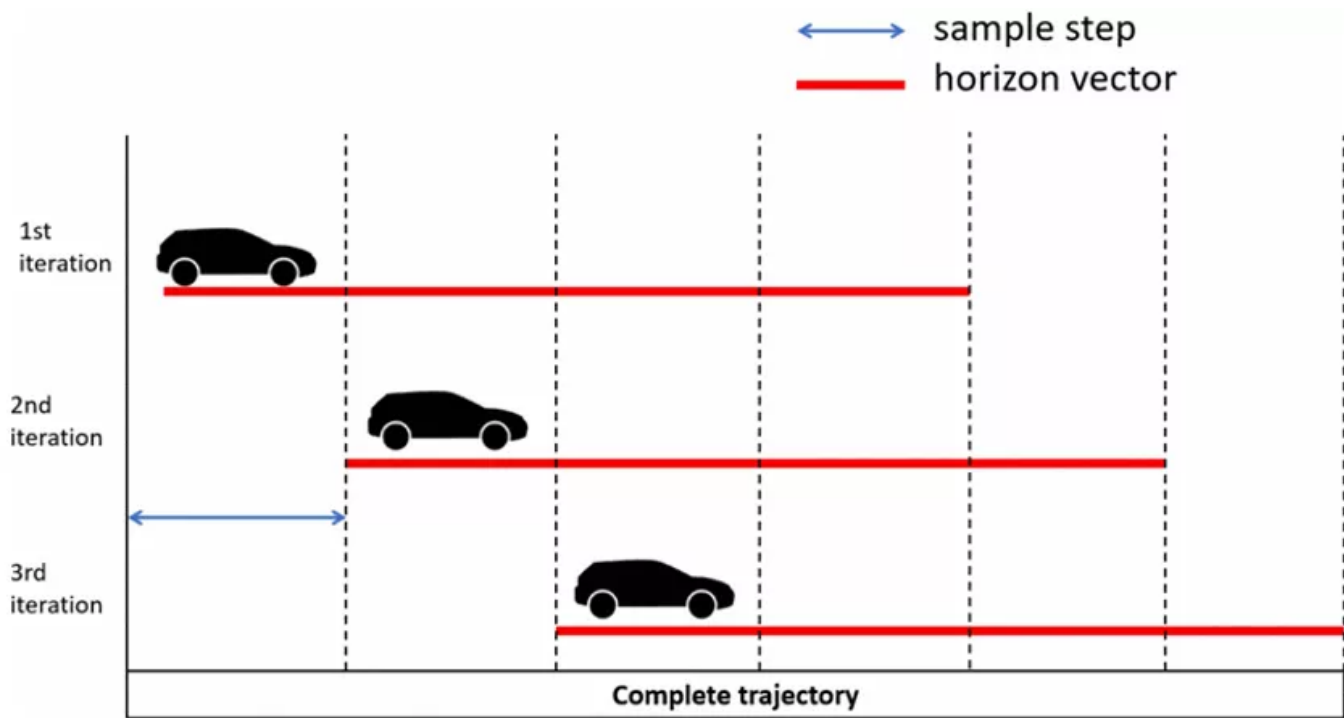 sample step
horizon vector
1st
iteration
2nd
iteration
3rd
iteration
Complete trajectory